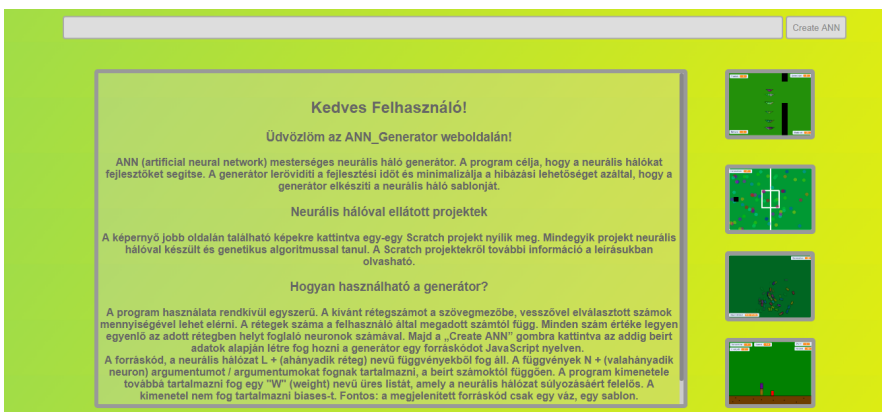 Create ANN
Kedves Felhasználó!
Üdvözlöm az ANN_Generator weboldalán!
ANN (artificial neural network) mesterséges neurális háló generátor. A program célja, hogy a neurális hálókat
fejlesztőket segítse. A generátor lerövidíti a fejlesztési időt és minimalizálja a hibázási lehetőséget azáltal, hogy a
generátor elkészíti a neurális háló sablonját.
Neurális hálóval ellátott projektek
A képernyő jobb oldalán található képekre kattintva egy-egy Scratch projekt nyílik meg. Mindegyik projekt neurális
hálóval készült és genetikus algoritmussal tanul. A Scratch projektekről további információ a leírásukban
olvasható.
Hogyan használható a generátor?
A program használata rendkívül egyszerű. A kívánt rétegszámot a szövegmezőbe, vesszővel elválasztott számok
mennyiségével lehet elérni. A rétegek száma a felhasználó által megadott számtól függ. Minden szám értéke legyen
egyenlő az adott rétegben helyt foglaló neuronok számával. Majd a „Create ANN” gombra kattintva az addig beírt
adatok alapján létre fog hozni a generátor egy forráskódot JavaScript nyelven.
A forráskód, a neurális hálózat L + (ahányadik réteg) nevű függvényekből fog áll. A függvények N + (valahányadik
neuron) argumentumot / argumentumokat fognak tartalmazni, a beírt számoktól függően. A program kimenetele
továbbá tartalmazni fog egy "W" (weight) nevű üres listát, amely a neurális hálózat súlyozásáért felelős. A
kimenetel nem fog tartalmazni biases-t. Fontos: a megjelenített forráskód csak egy váz, egy sablon.